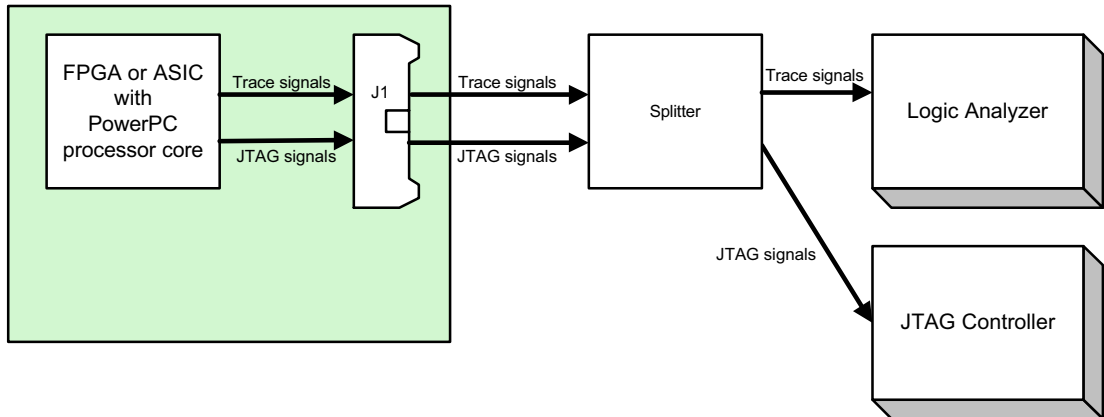 FPGA or ASIC
with
PowerPC
processor core
Trace signals
JTAG signals
J1
Trace signals
JTAG signals
Splitter
Trace signals
JTAG signals
Logic Analyzer
JTAG Controller